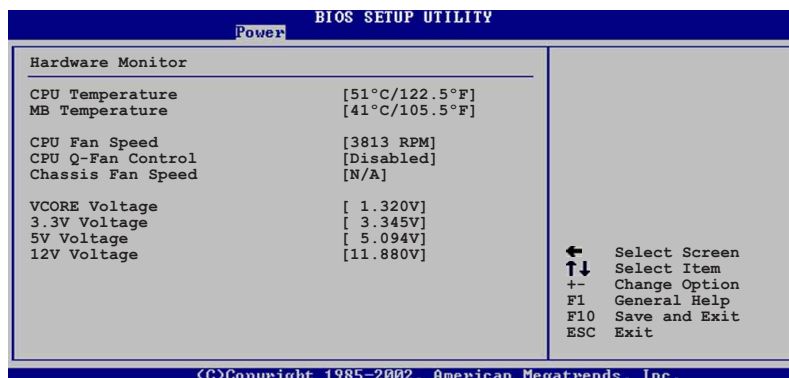 BIOS SETUP UTILITY
Power
Hardware Monitor
CPU Temperature [51°C/122.5°F]
MB Temperature [41°C/105.5°F]
CPU Fan Speed [3813 RPM]
CPU Q-Fan Control [Disabled]
Chassis Fan Speed [N/A]
VCORE Voltage [ 1.320V]
3.3V Voltage [ 3.345V]
5V Voltage [ 5.094V]
12V Voltage [11.880V]
← Select Screen
↑↓ Select Item
+- Change Option
F1 General Help
F10 Save and Exit
ESC Exit
(C)Copyright 1985-2002, American Megatrends, Inc.